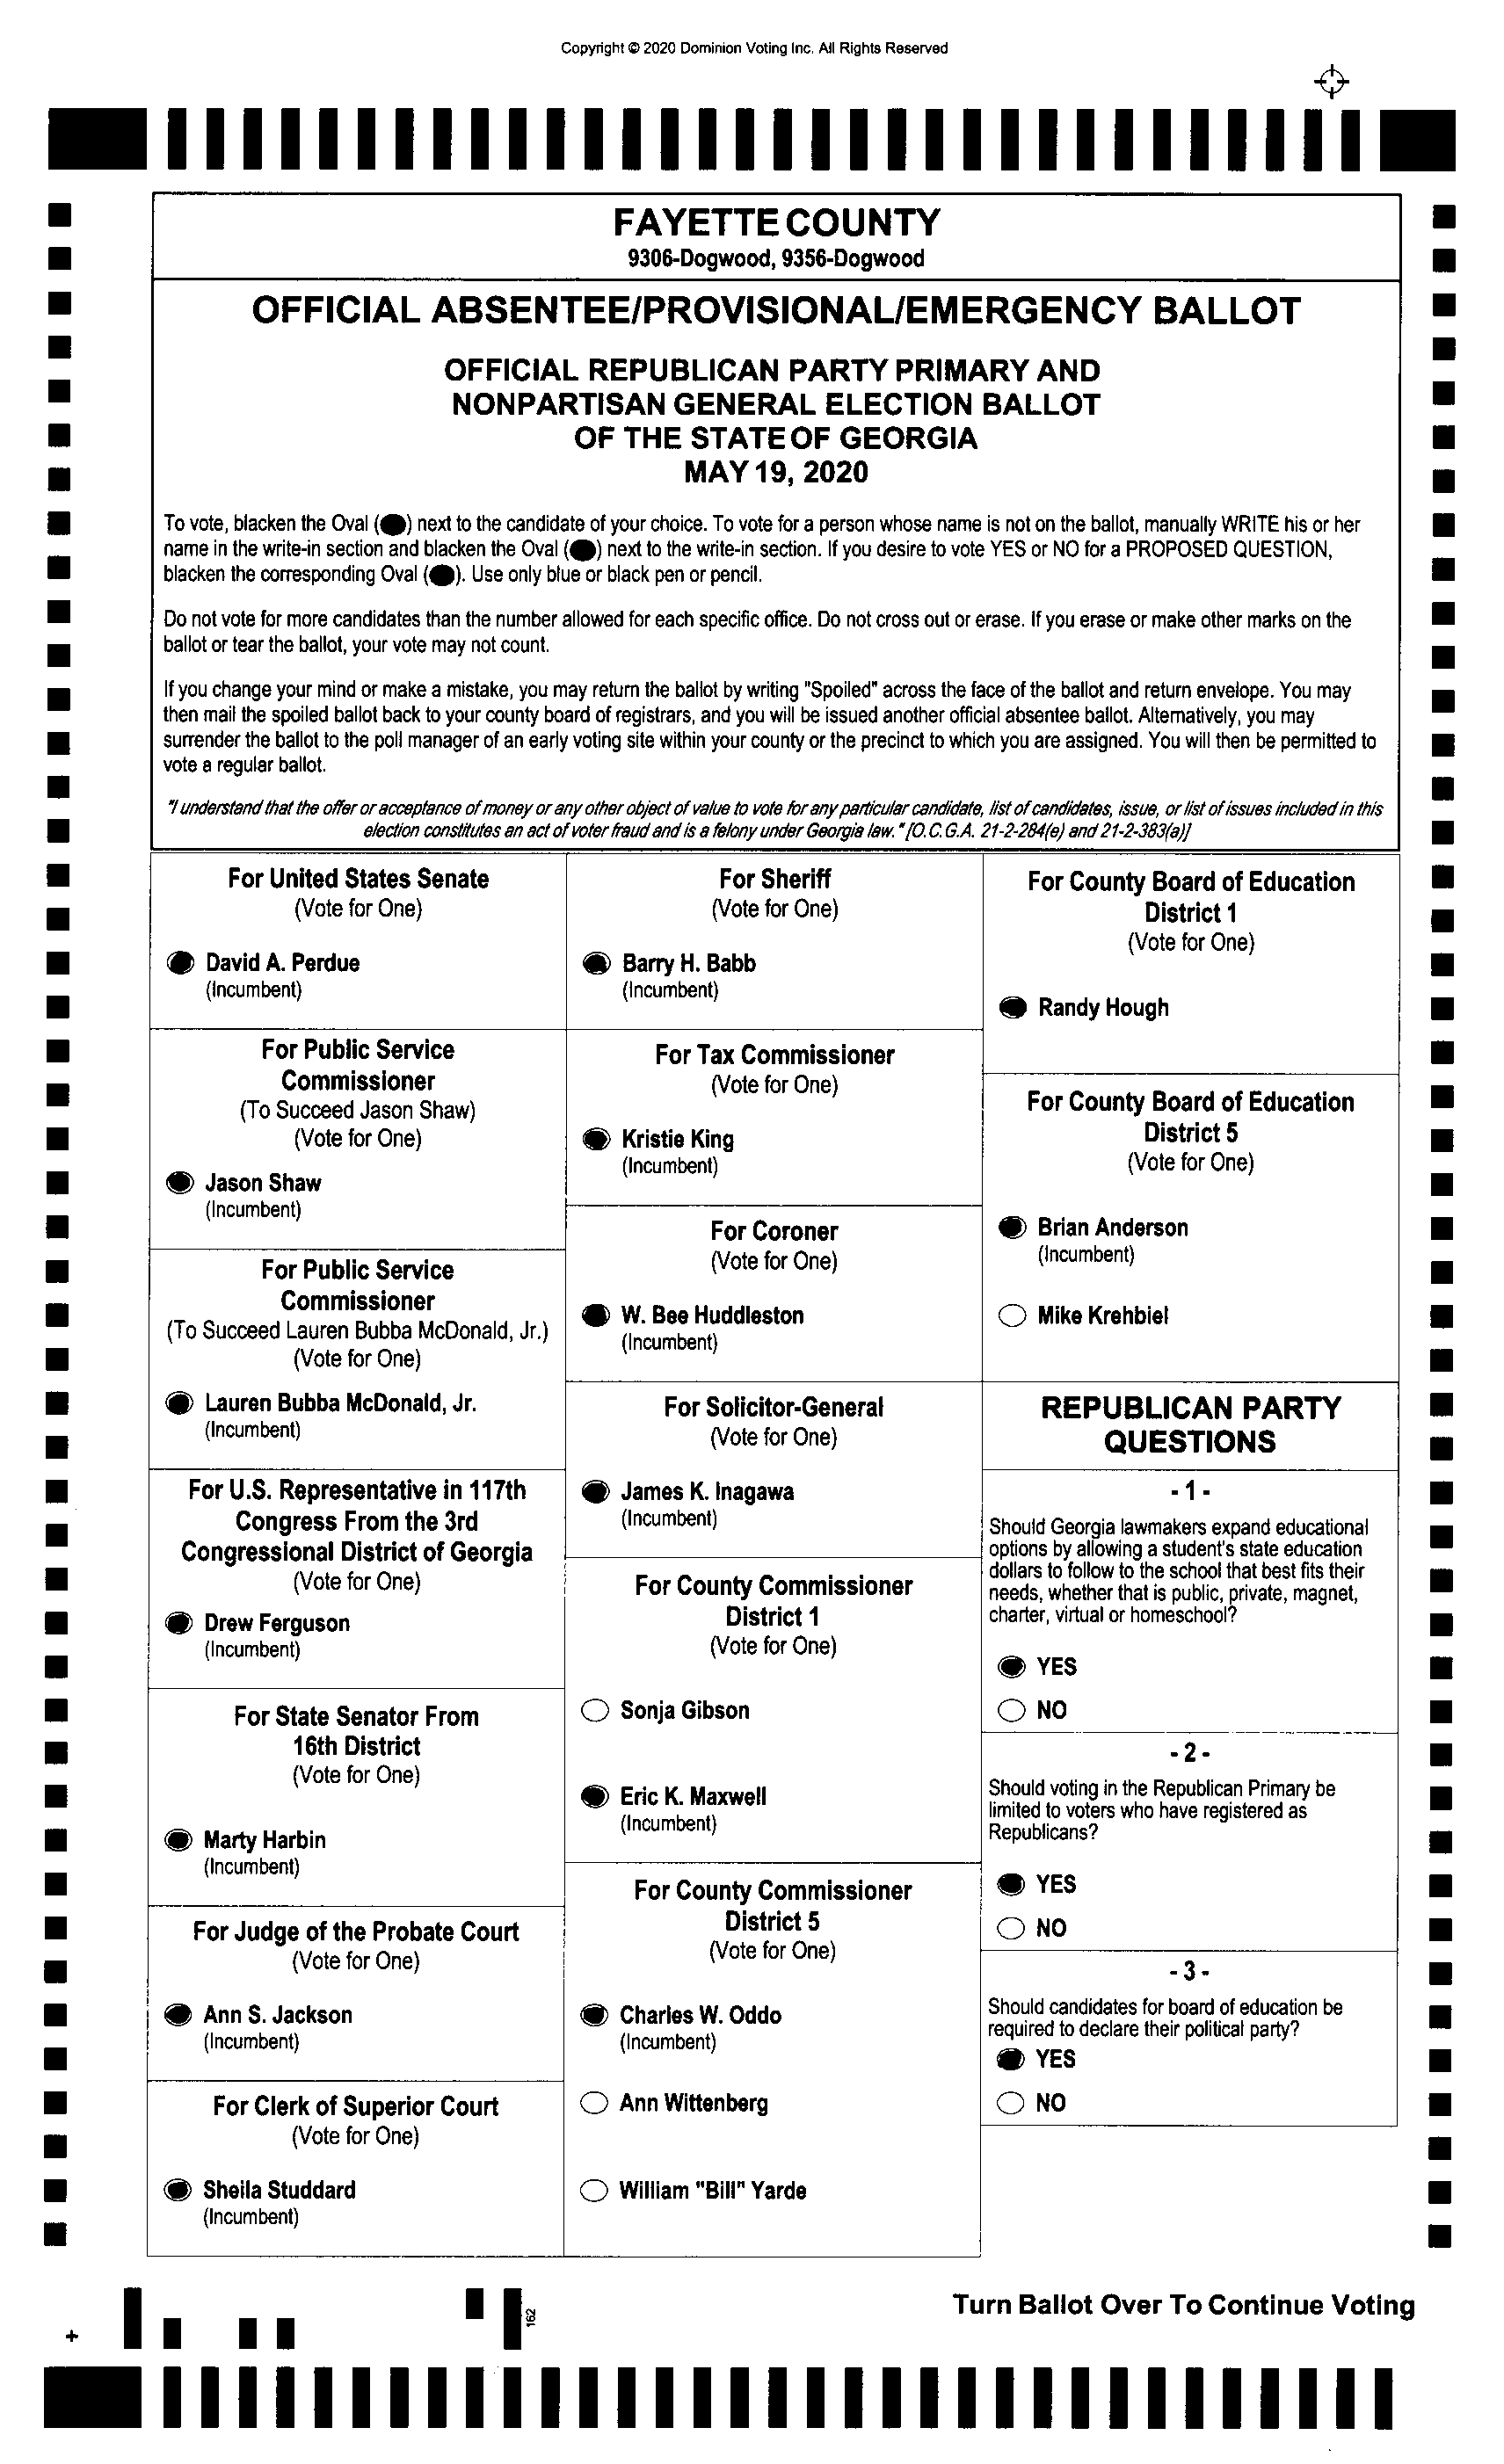 Copyright © 2020 Dominion Voting Inc. All Rights Reserved
FAYETTE COUNTY
9306-Dogwood, 9356-Dogwood
OFFICIAL ABSENTEE/PROVISIONAL/EMERGENCY BALLOT
OFFICIAL REPUBLICAN PARTY PRIMARY AND
NONPARTISAN GENERAL ELECTION BALLOT
OF THE STATE OF GEORGIA
MAY 19, 2020
To vote, blacken the Oval (●) next to the candidate of your choice. To vote for a person whose name is not on the ballot, manually WRITE his or her
name in the write-in section and blacken the Oval (●) next to the write-in section. If you desire to vote YES or NO for a PROPOSED QUESTION,
blacken the corresponding Oval (●). Use only blue or black pen or pencil.
Do not vote for more candidates than the number allowed for each specific office. Do not cross out or erase. If you erase or make other marks on the
ballot or tear the ballot, your vote may not count.
If you change your mind or make a mistake, you may return the ballot by writing "Spoiled" across the face of the ballot and return envelope. You may
then mail the spoiled ballot back to your county board of registrars, and you will be issued another official absentee ballot. Alternatively, you may
surrender the ballot to the poll manager of an early voting site within your county or the precinct to which you are assigned. You will then be permitted to
vote a regular ballot.
"I understand that the offer or acceptance of money or any other object of value to vote for any particular candidate, list of candidates, issue, or list of issues included in this
election constitutes an act of voter fraud and is a felony under Georgia law." [O.C.G.A. 21-2-284(e) and 21-2-383(a)]
For United States Senate
(Vote for One)
David A. Perdue
(Incumbent)
For Public Service
Commissioner
(To Succeed Jason Shaw)
(Vote for One)
Jason Shaw
(Incumbent)
For Public Service
Commissioner
(To Succeed Lauren Bubba McDonald, Jr.)
(Vote for One)
Lauren Bubba McDonald, Jr.
(Incumbent)
For U.S. Representative in 117th
Congress From the 3rd
Congressional District of Georgia
(Vote for One)
Drew Ferguson
(Incumbent)
For State Senator From
16th District
(Vote for One)
Marty Harbin
(Incumbent)
For Judge of the Probate Court
(Vote for One)
Ann S. Jackson
(Incumbent)
For Clerk of Superior Court
(Vote for One)
Sheila Studdard
(Incumbent)
For Sheriff
(Vote for One)
Barry H. Babb
(Incumbent)
For Tax Commissioner
(Vote for One)
Kristie King
(Incumbent)
For Coroner
(Vote for One)
W. Bee Huddleston
(Incumbent)
For Solicitor-General
(Vote for One)
James K. Inagawa
(Incumbent)
For County Commissioner
District 1
(Vote for One)
Sonja Gibson
Eric K. Maxwell
(Incumbent)
For County Commissioner
District 5
(Vote for One)
Charles W. Oddo
(Incumbent)
Ann Wittenberg
William "Bill" Yarde
For County Board of Education
District 1
(Vote for One)
Randy Hough
For County Board of Education
District 5
(Vote for One)
Brian Anderson
(Incumbent)
Mike Krehbiel
REPUBLICAN PARTY
QUESTIONS
- 1 -
Should Georgia lawmakers expand educational
options by allowing a student's state education
dollars to follow to the school that best fits their
needs, whether that is public, private, magnet,
charter, virtual or homeschool?
YES
NO
- 2 -
Should voting in the Republican Primary be
limited to voters who have registered as
Republicans?
YES
NO
- 3 -
Should candidates for board of education be
required to declare their political party?
YES
NO
Turn Ballot Over To Continue Voting
162
+